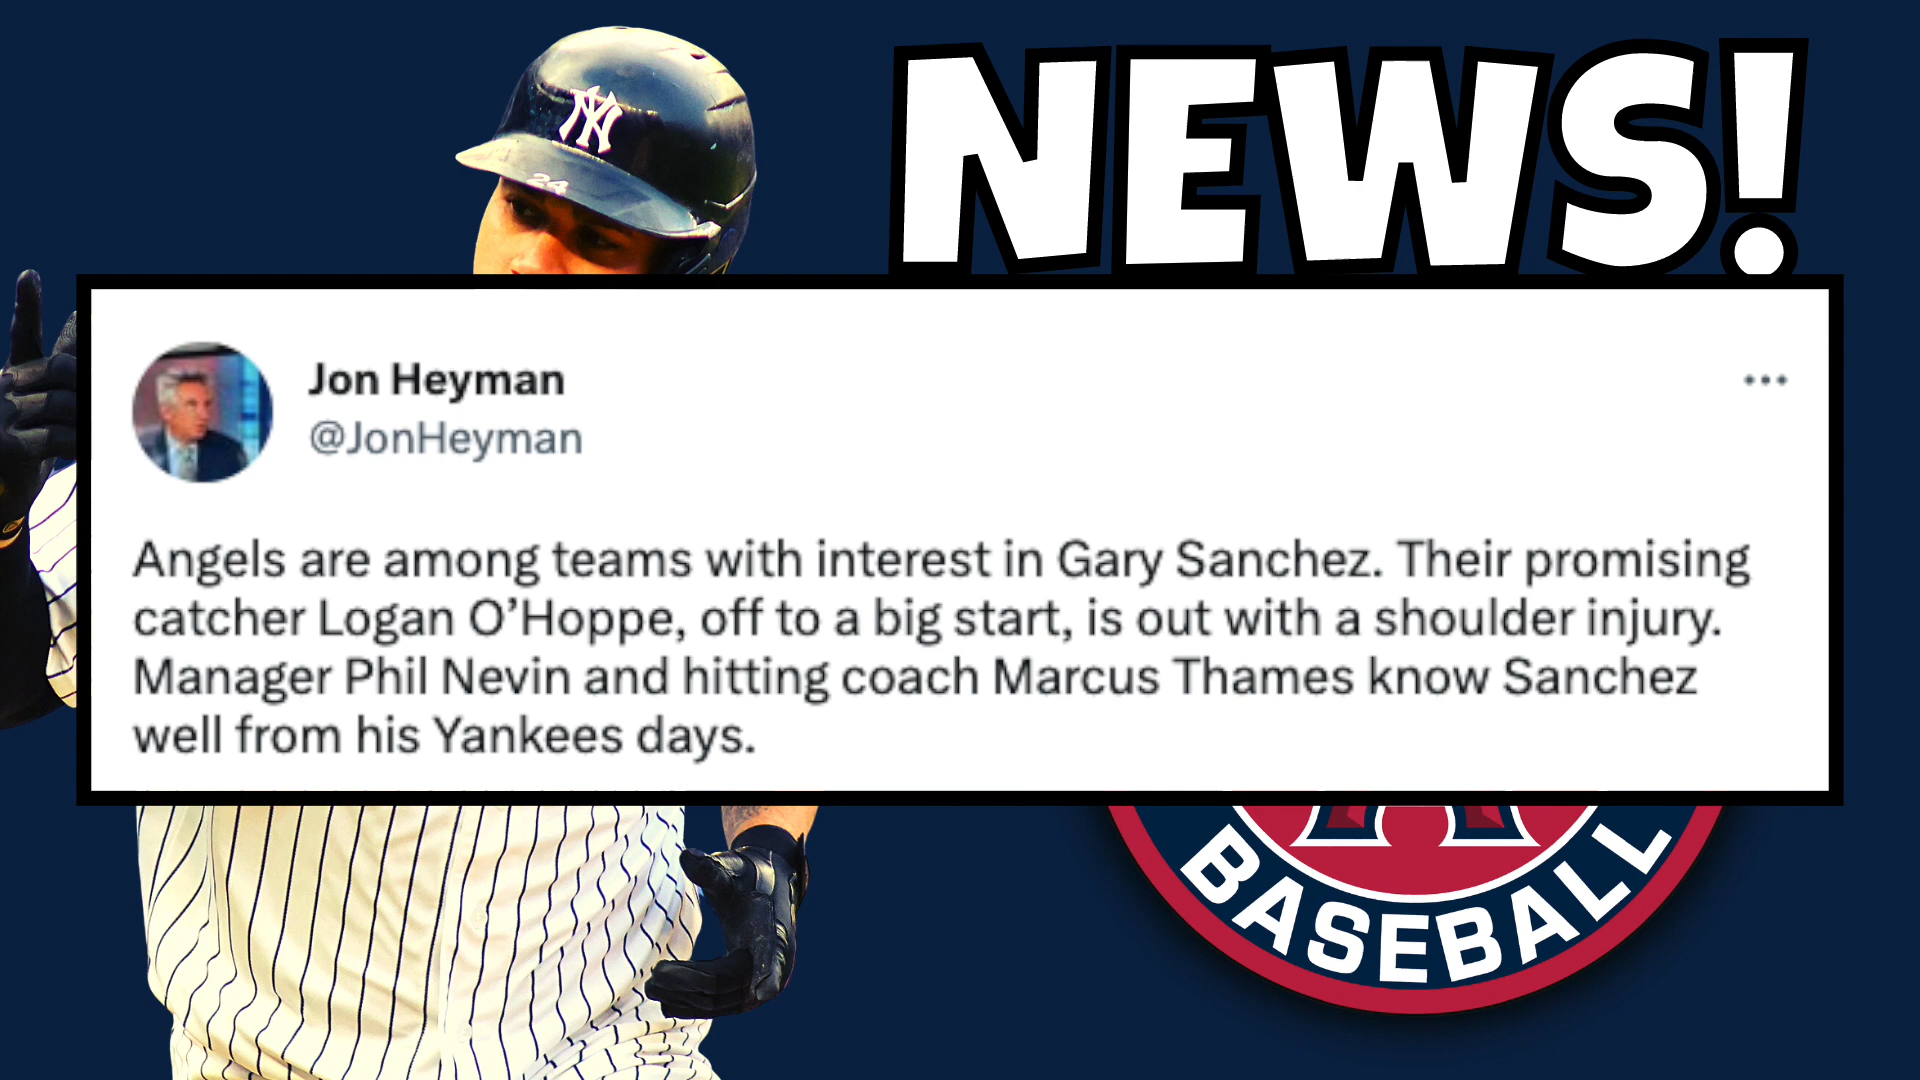 NEWS!
NY
24
Jon Heyman
@JonHeyman
Angels are among teams with interest in Gary Sanchez. Their promising
catcher Logan O’Hoppe, off to a big start, is out with a shoulder injury.
Manager Phil Nevin and hitting coach Marcus Thames know Sanchez
well from his Yankees days.
BASEBALL